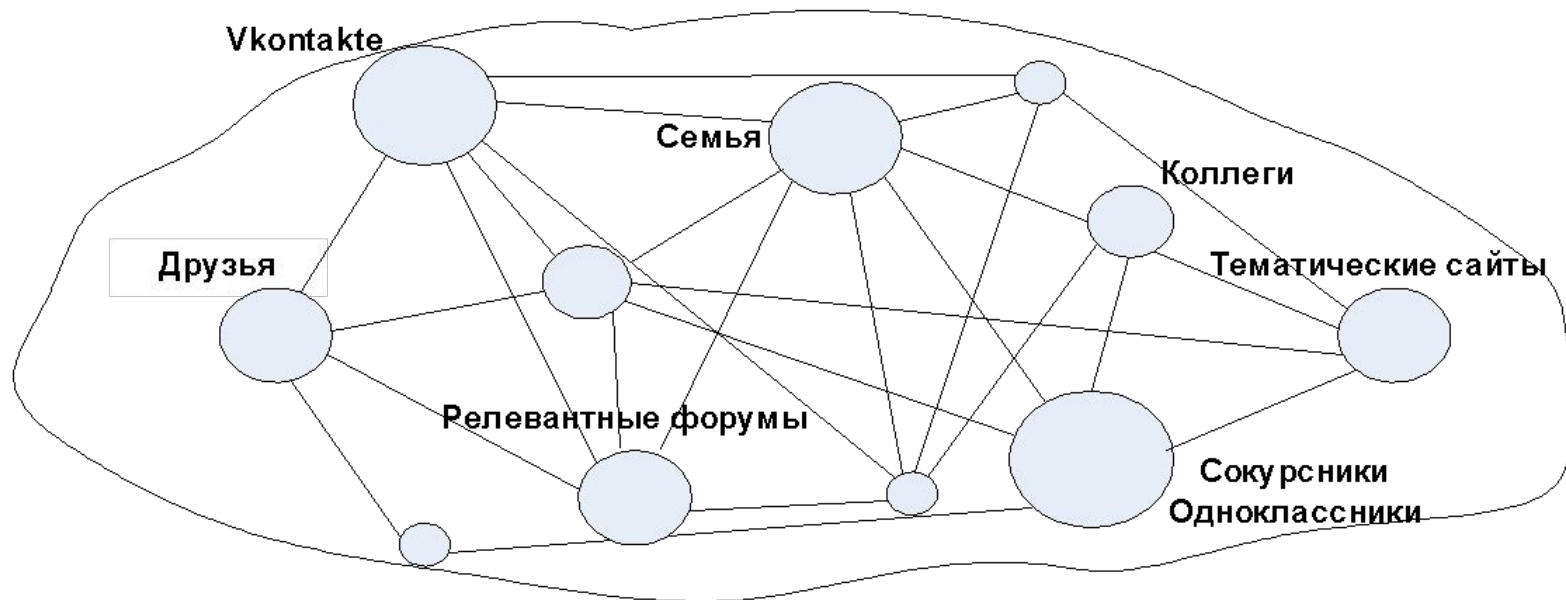 Vkontakte
Семья
Коллеги
Друзья
Тематические сайты
Релевантные форумы
Сокурсники
Одноклассники